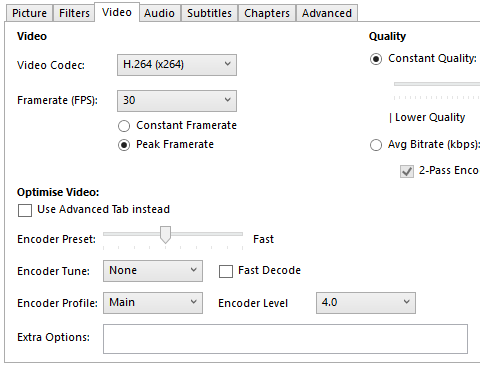 Picture Filters Video Audio Subtitles Chapters Advanced
Video Quality
Video Codec: H.264 (x264) Constant Quality:
Framerate (FPS): 30
| Lower Quality
Constant Framerate
Peak Framerate Avg Bitrate (kbps):
2-Pass Enco
Optimise Video:
Use Advanced Tab instead
Encoder Preset: Fast
Encoder Tune: None Fast Decode
Encoder Profile: Main Encoder Level 4.0
Extra Options: